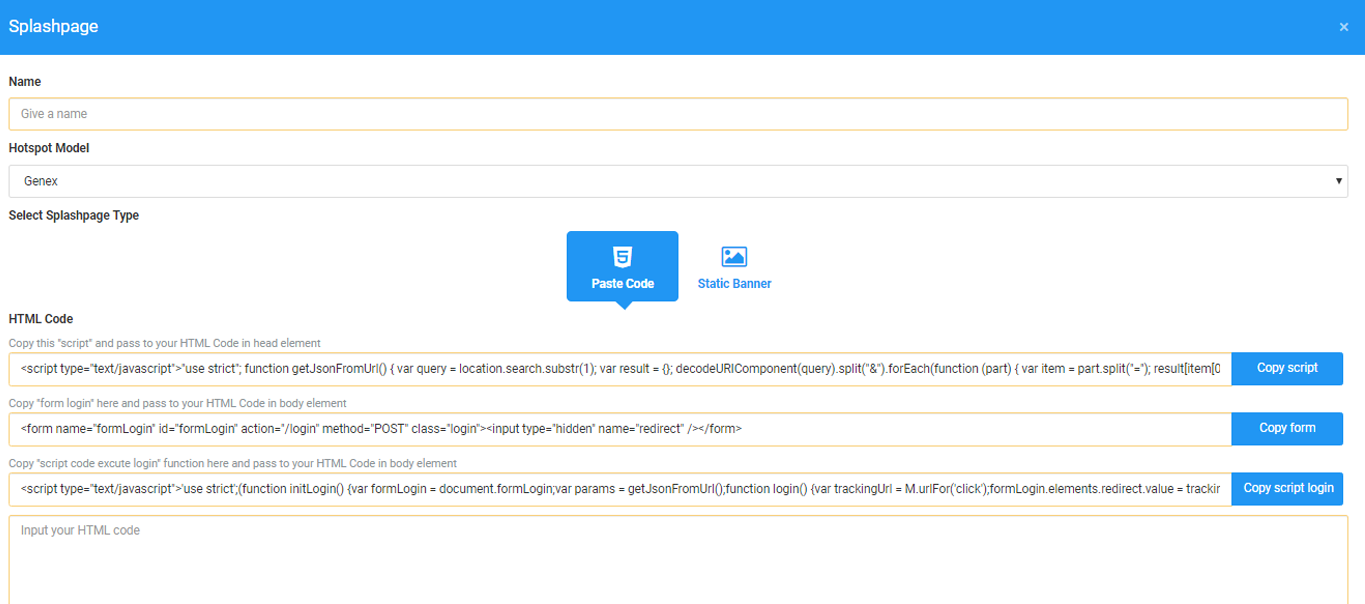 Splashpage
×
Name
Give a name
Hotspot Model
Genex
Select Splashpage Type
Paste Code
Static Banner
HTML Code
Copy this "script" and pass to your HTML Code in head element
<script type="text/javascript">"use strict"; function getJsonFromUrl() { var query = location.search.substr(1); var result = {}; decodeURIComponent(query).split("&").forEach(function (part) { var item = part.split("="); result[item[0
Copy script
Copy "form login" here and pass to your HTML Code in body element
<form name="formLogin" id="formLogin" action="/login" method="POST" class="login"><input type="hidden" name="redirect" /></form>
Copy form
Copy "script code excute login" function here and pass to your HTML Code in body element
<script type="text/javascript">'use strict';(function initLogin() {var formLogin = document.formLogin;var params = getJsonFromUrl();function login() {var trackingUrl = M.urlFor('click');formLogin.elements.redirect.value = trackin
Copy script login
Input your HTML code